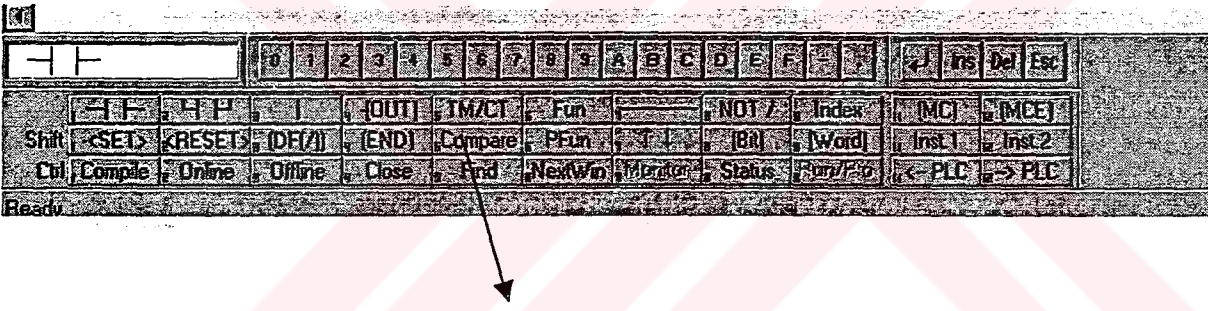 0 1 2 3 4 5 6 7 8 9 A B C D E F - Ins Del Esc
[OUT] TM/CT Fun NOT / Index [MC] [MCE]
Shift <SET> <RESET> (DF(/)) [END] Compare PFun [Bit] [Word] Inst.1 Inst.2
Ctrl Compile Online Offline Close Find NextWin Monitor Status Run/Pro <- PLC -> PLC
Ready